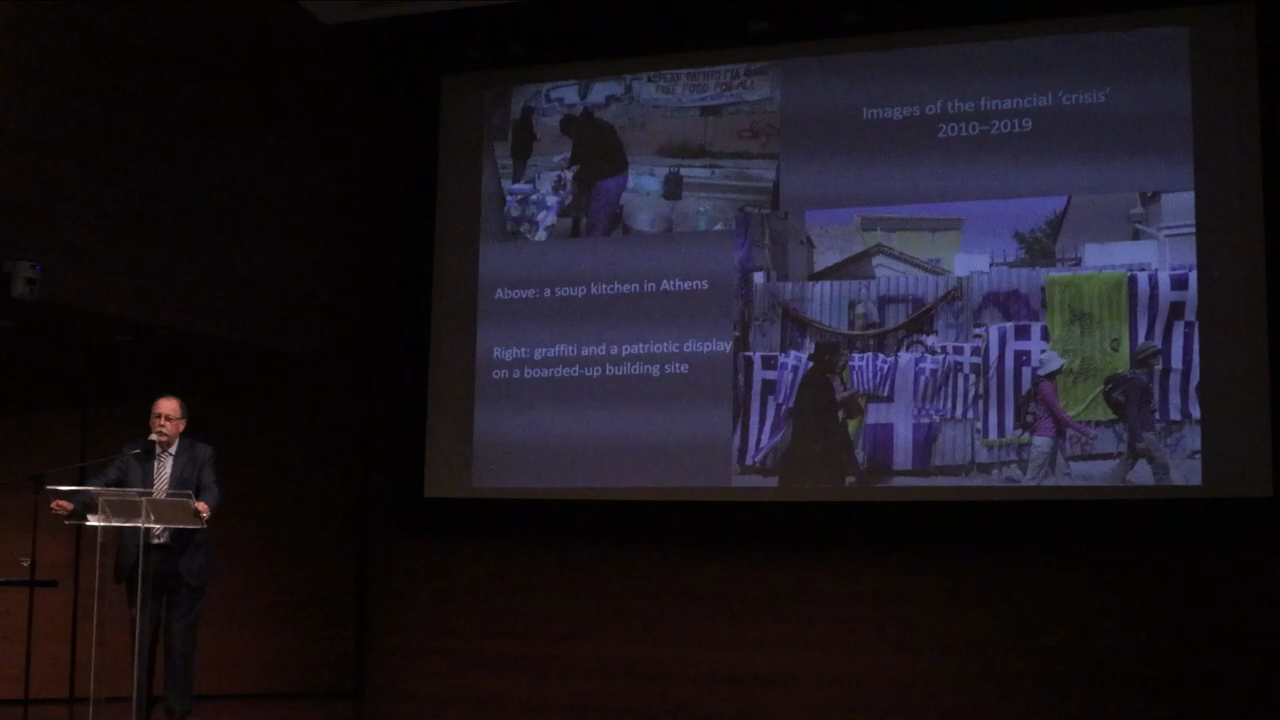 FREE FOOD FOR ALL
Images of the financial ‘crisis’
2010–2019
Above: a soup kitchen in Athens
Right: graffiti and a patriotic display
on a boarded-up building site